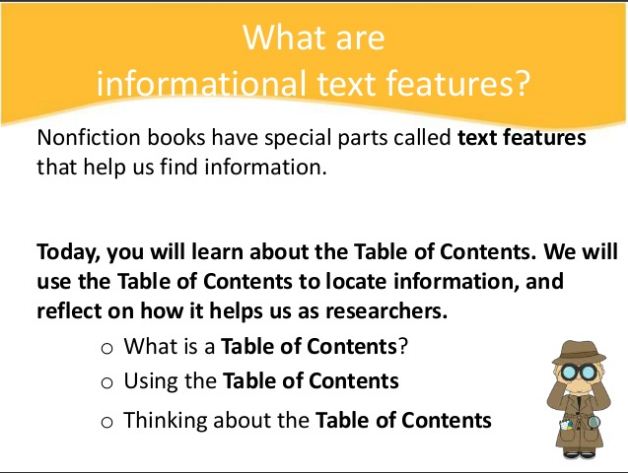 What are
informational text features?
Nonfiction books have special parts called text features
that help us find information.
Today, you will learn about the Table of Contents. We will
use the Table of Contents to locate information, and
reflect on how it helps us as researchers.
o What is a Table of Contents?
o Using the Table of Contents
o Thinking about the Table of Contents